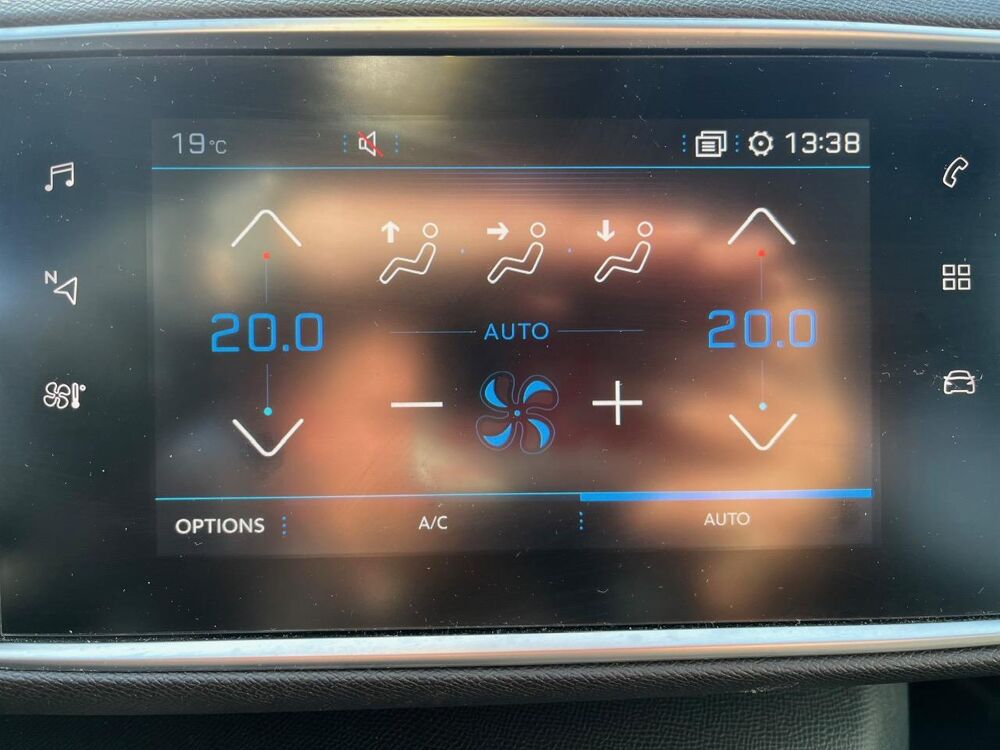 19°C
13:38
N
20.0
AUTO
20.0
OPTIONS
A/C
AUTO